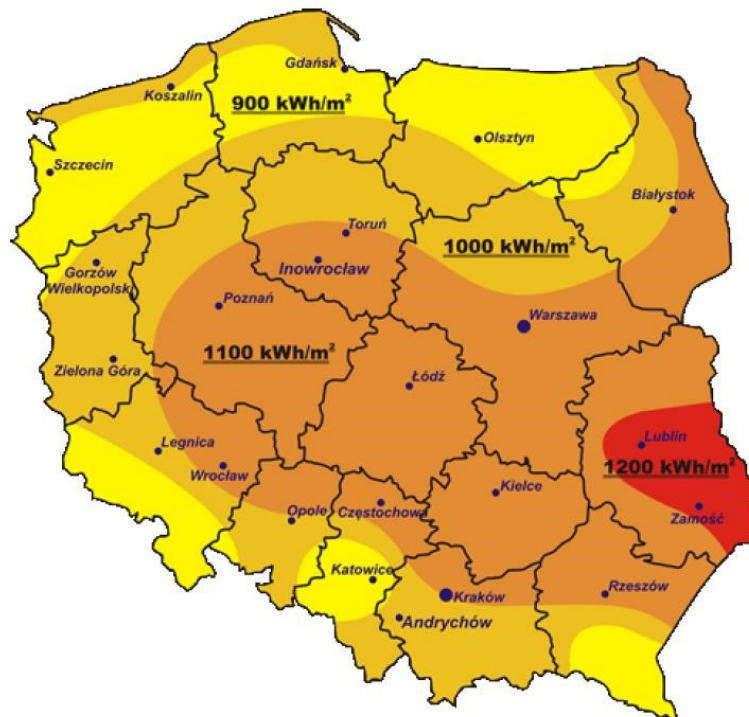 Gdańsk
Koszalin
900 kWh/m²
Olsztyn
Szczecin
Białystok
Toruń
1000 kWh/m²
Inowrocław
Gorzów
Wielkopolski
Poznań
Warszawa
1100 kWh/m²
Zielona Góra
Łódź
Legnica
Lublin
Wrocław
1200 kWh/m²
Kielce
Opole
Częstochowa
Zamość
Katowice
Kraków
Rzeszów
Andrychów